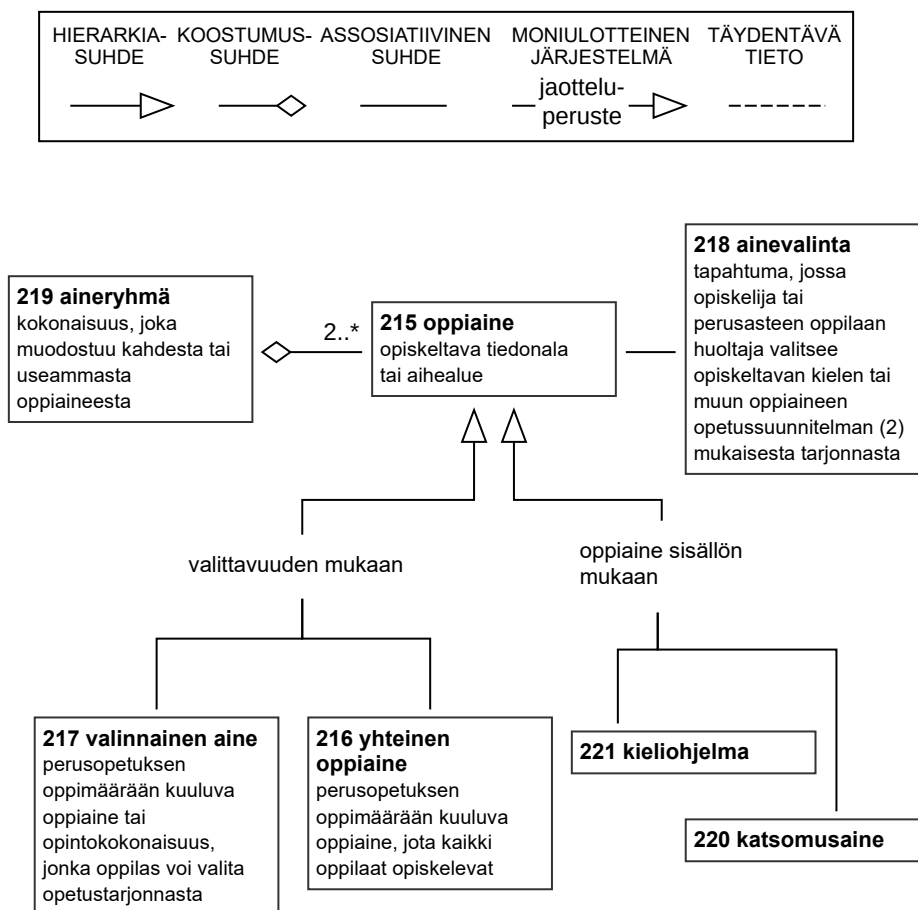 HIERARKIA-
SUHDE
KOOSTUMUS-
SUHDE
ASSOSIATIIVINEN
SUHDE
MONIULOTTEINEN
JÄRJESTELMÄ
TÄYDENTÄVÄ
TIETO
jaottelu-
peruste
219 aineryhmä
kokonaisuus, joka
muodostuu kahdesta tai
useammasta
oppiaineesta
2..*
215 oppiaine
opiskeltava tiedonala
tai aihealue
218 ainevalinta
tapahtuma, jossa
opiskelija tai
perusasteen oppilaan
huoltaja valitsee
opiskeltavan kielen tai
muun oppiaineen
opetussuunnitelman (2)
mukaisesta tarjonnasta
valittavuuden mukaan
oppiaine sisällön
mukaan
217 valinnainen aine
perusopetuksen
oppimäärään kuuluva
oppiaine tai
opintokokonaisuus,
jonka oppilas voi valita
opetustarjonnasta
216 yhteinen
oppiaine
perusopetuksen
oppimäärään kuuluva
oppiaine, jota kaikki
oppilaat opiskelevat
221 kieliohjelma
220 katsomusaine